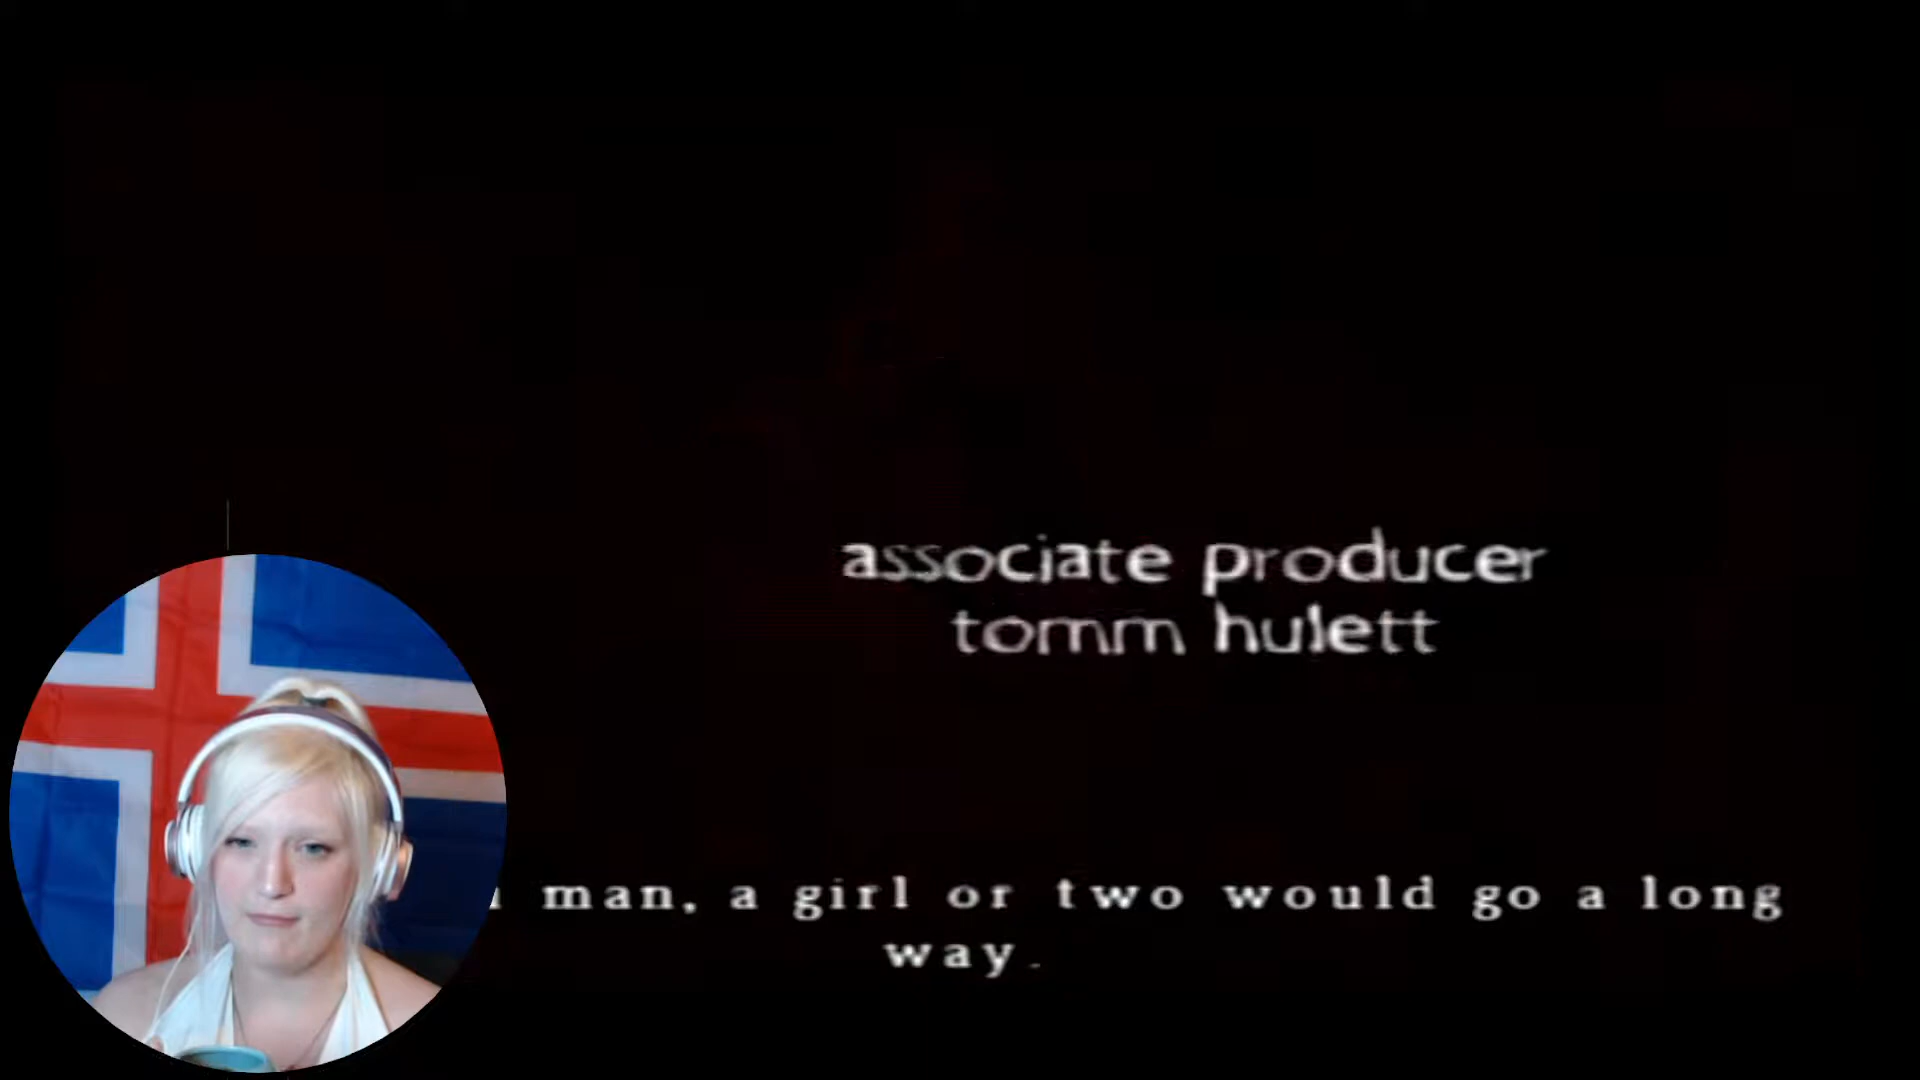 associate producer
tomm hulett
man, a girl or two would go a long
way.